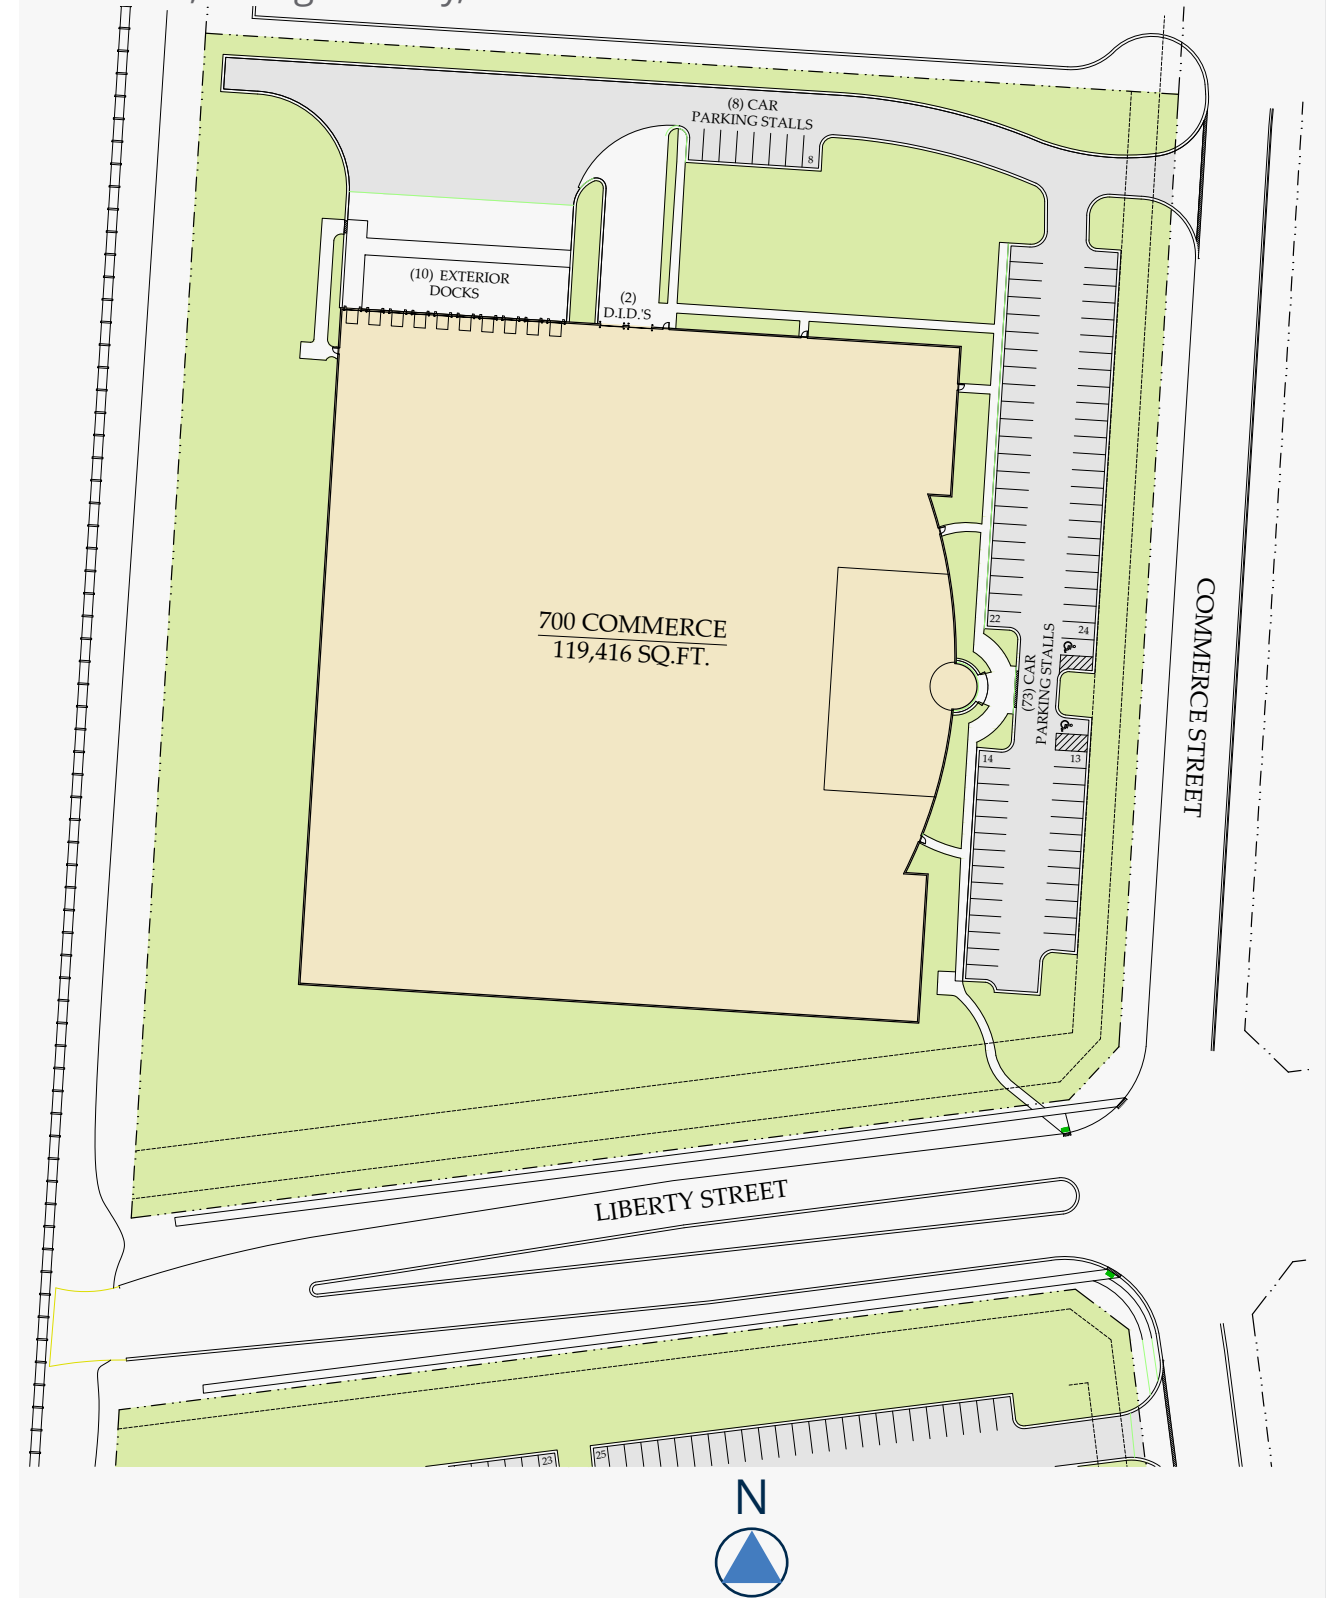 (8) CAR
PARKING STALLS
8
(10) EXTERIOR
DOCKS
(2)
D.I.D.'S
700 COMMERCE
119,416 SQ.FT.
22
24
(73) CAR
PARKING STALLS
14
13
COMMERCE STREET
LIBERTY STREET
23
25
N